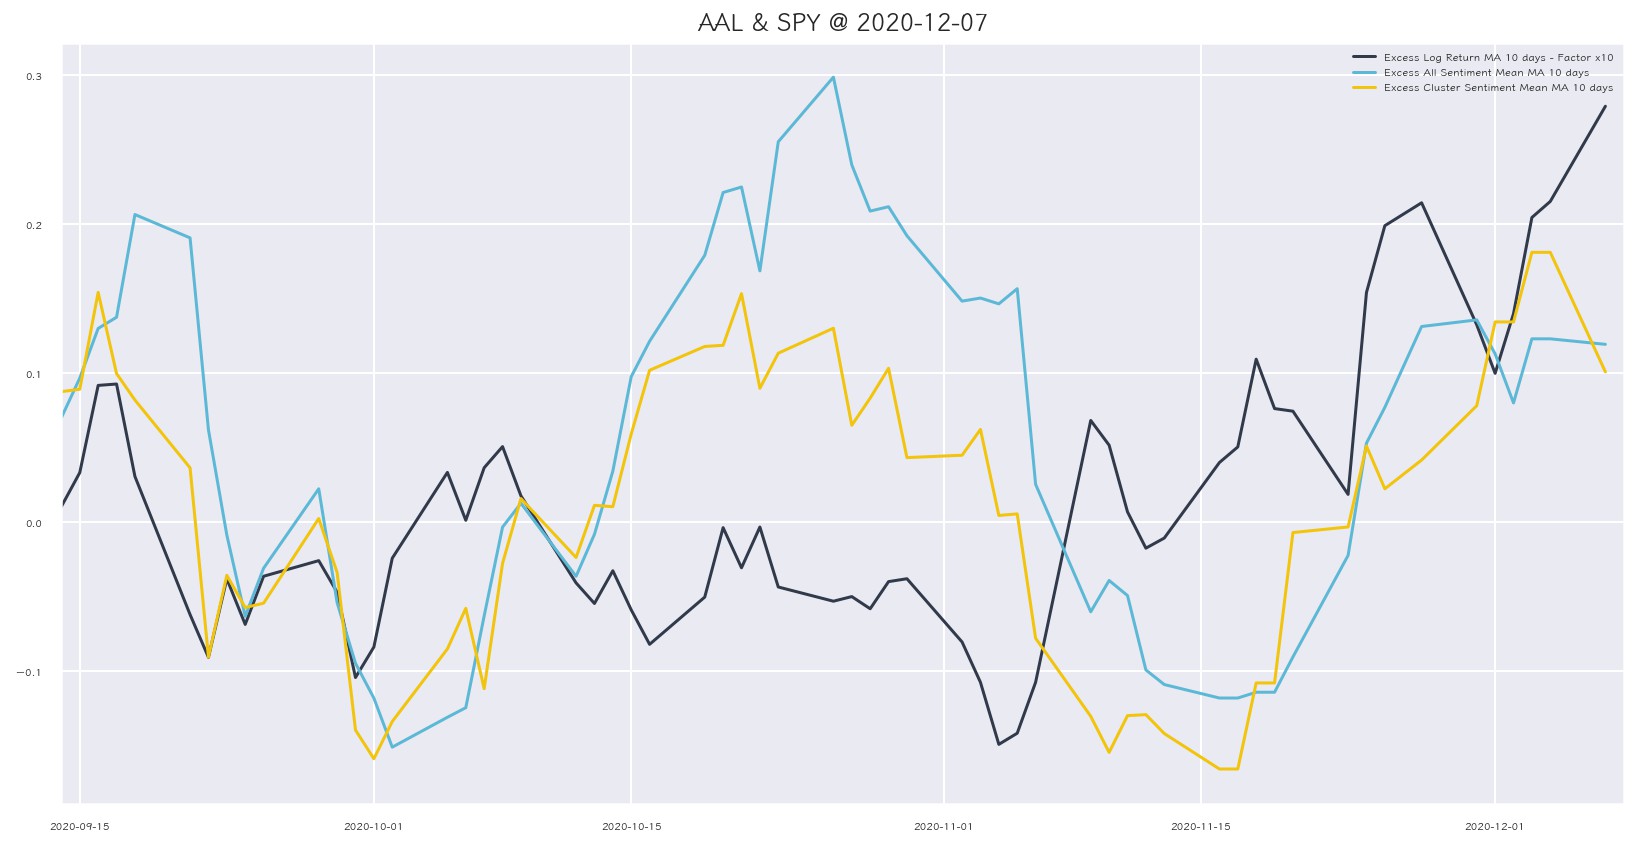 AAL & SPY @ 2020-12-07
Excess Log Return MA 10 days - Factor x10
Excess All Sentiment Mean MA 10 days
Excess Cluster Sentiment Mean MA 10 days
0.3
0.2
0.1
0.0
−0.1
2020-09-15 2020-10-01 2020-10-15 2020-11-01 2020-11-15 2020-12-01